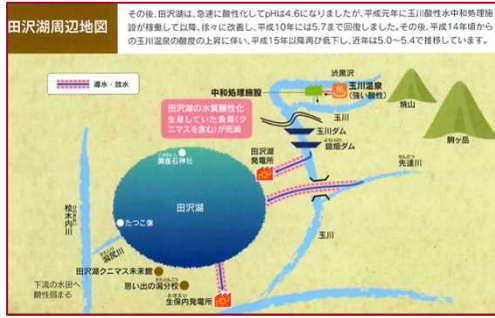 田沢湖周辺地図
その後、田沢湖は、急速に酸性化してpHは4.6になりましたが、平成元年に玉川酸性水中和処理施
設が稼働して以降、徐々に改善し、平成10年には5.7まで回復しました。その後、平成14年頃から
の玉川温泉の酸度の上昇に伴い、平成15年以降再び低下し、近年は5.0~5.4で推移しています。
導水・放水
渋黒沢
中和処理施設
玉川温泉
(強い酸性)
焼山
駒ヶ岳
田沢湖の水質酸性化
生息していた魚類(ク
ニマスを含む)が死滅
玉川
玉川ダム
鎧畑ダム
田沢湖
発電所
先達川
御座石神社
田沢湖
たつこ像
桧木内川
潟尻川
玉川
田沢湖クニマス未来館
思い出の潟分校
下流の水田へ
酸性弱まる
生保内発電所